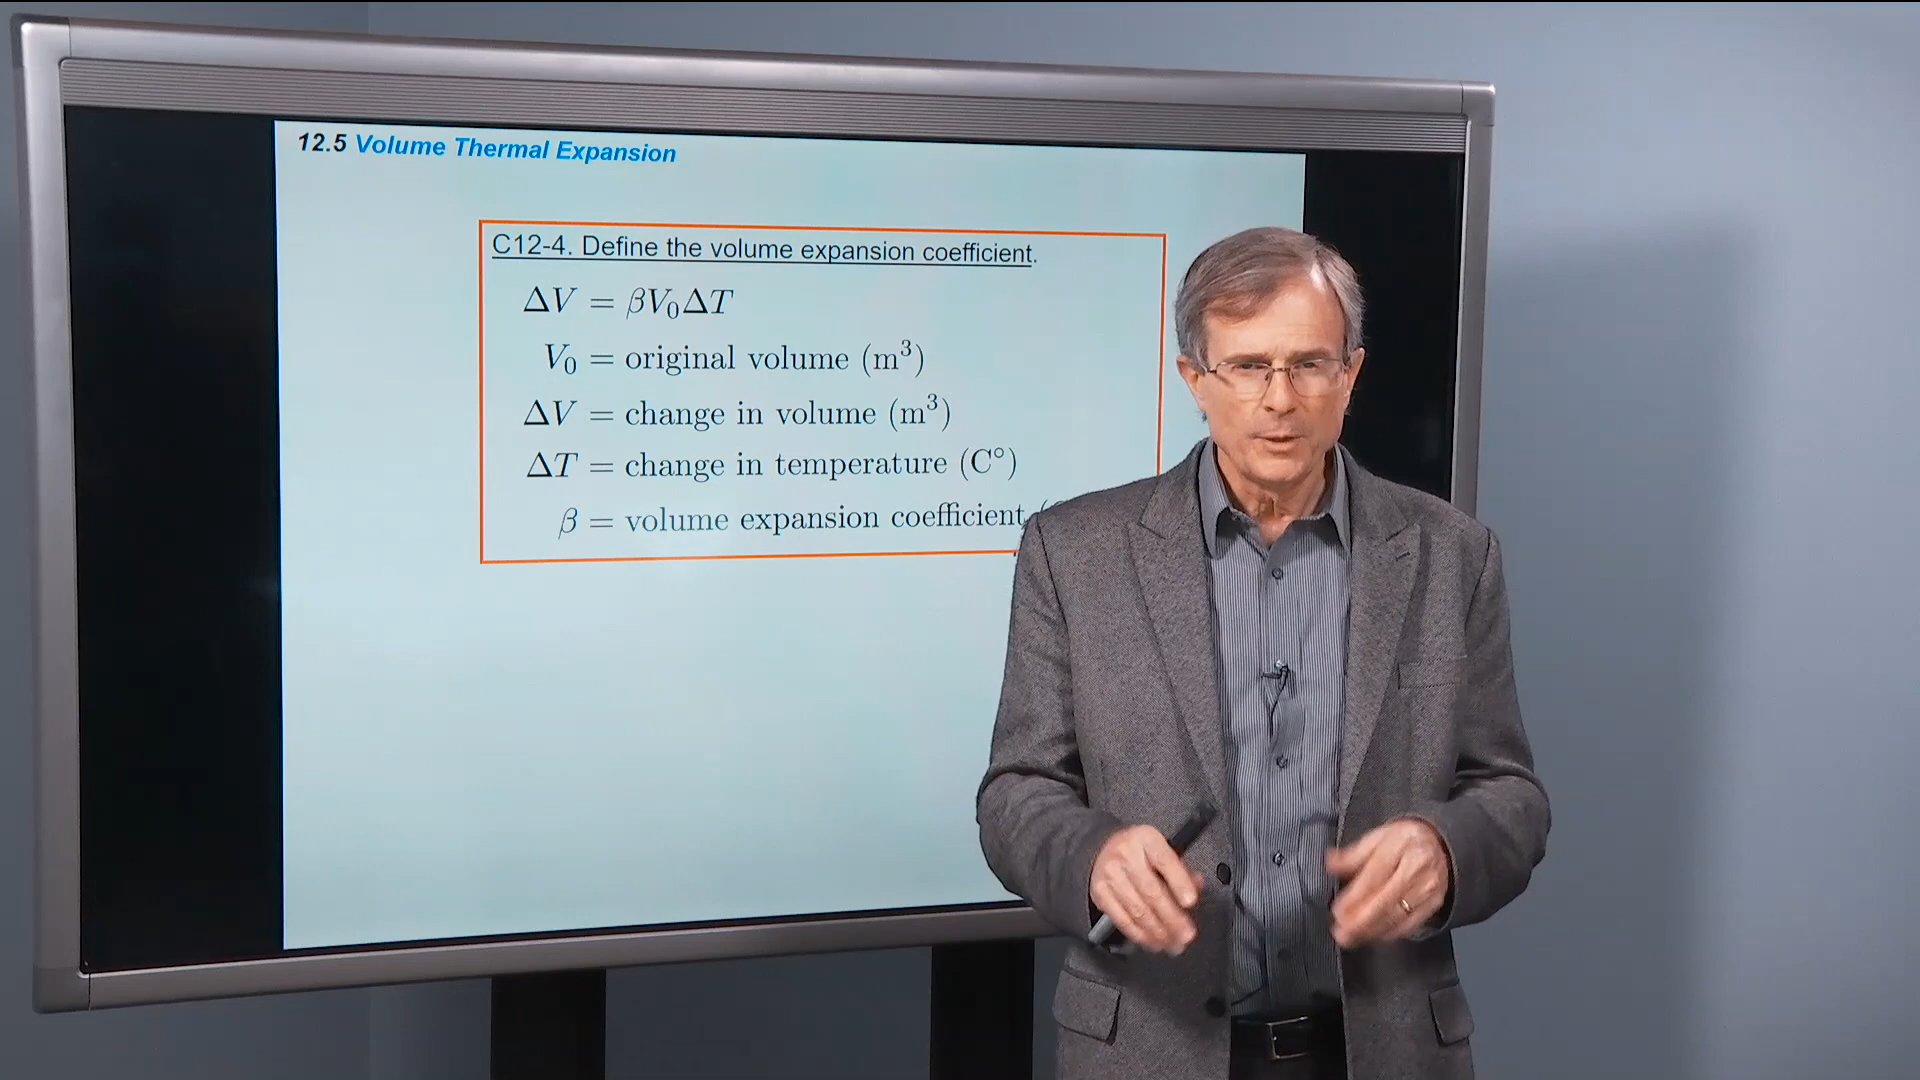 12.5 Volume Thermal Expansion
C12-4. Define the volume expansion coefficient.
ΔV = βV₀ΔT
V₀ = original volume (m³)
ΔV = change in volume (m³)
ΔT = change in temperature (C°)
β = volume expansion coefficient